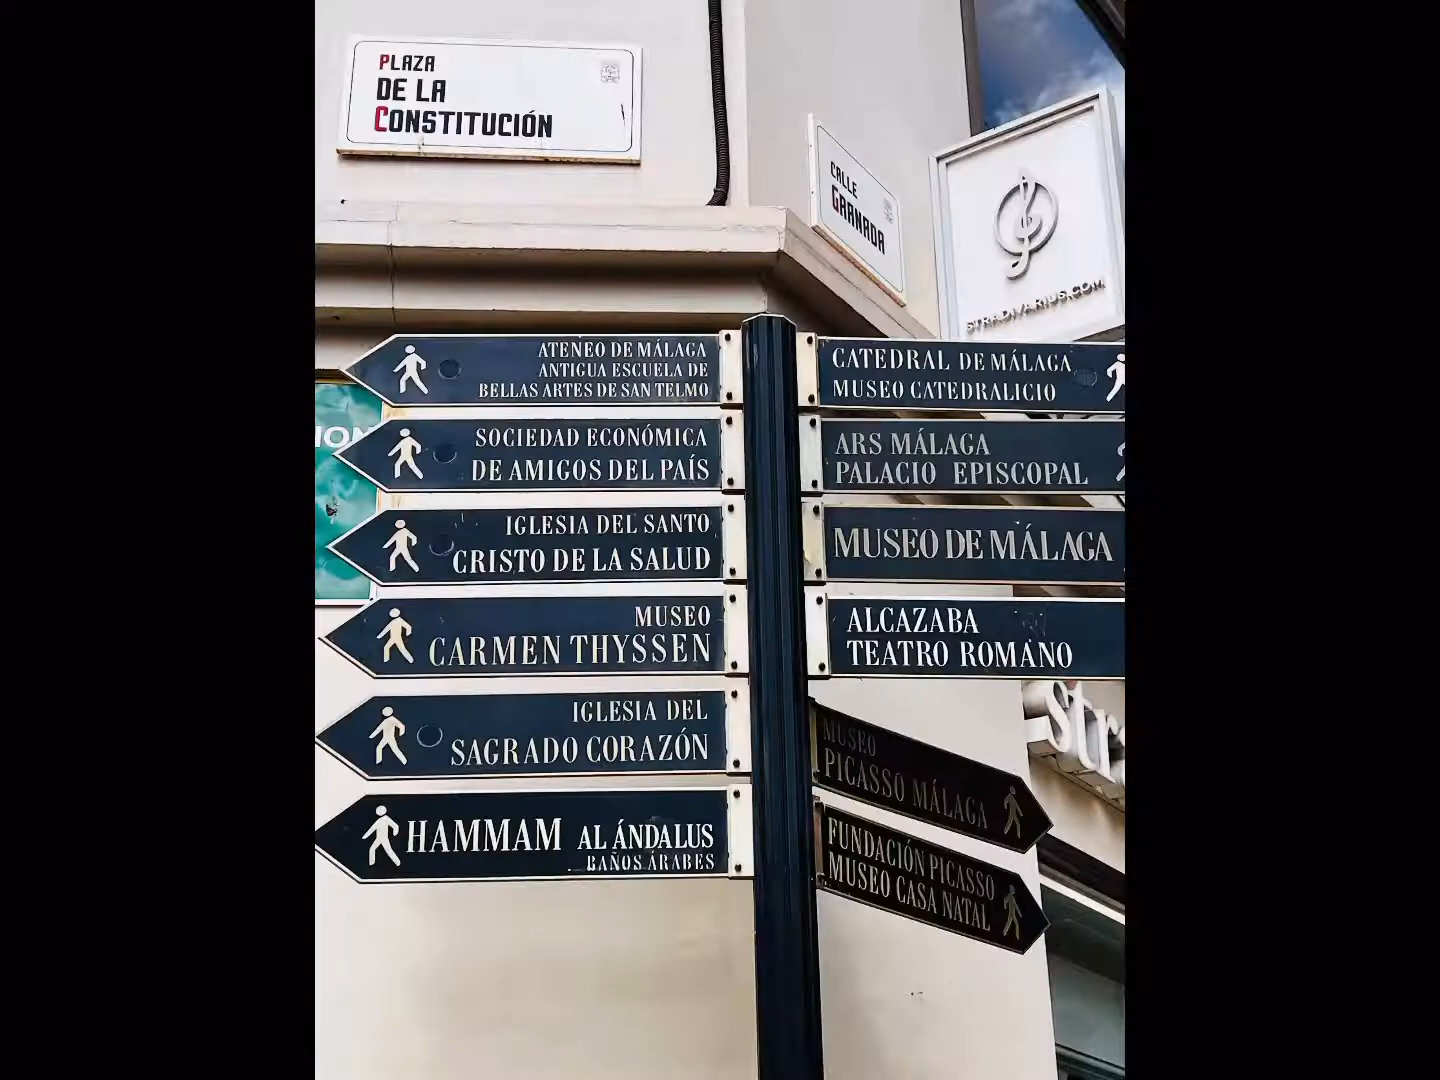 PLAZA
DE LA
CONSTITUCIÓN
CALLE
GRANADA
STRADIVARIUS.COM
ATENEO DE MÁLAGA
ANTIGUA ESCUELA DE
BELLAS ARTES DE SAN TELMO
SOCIEDAD ECONÓMICA
DE AMIGOS DEL PAÍS
IGLESIA DEL SANTO
CRISTO DE LA SALUD
MUSEO
CARMEN THYSSEN
IGLESIA DEL
SAGRADO CORAZÓN
HAMMAM AL ÁNDALUS
BAÑOS ÁRABES
CATEDRAL DE MÁLAGA
MUSEO CATEDRALICIO
ARS MÁLAGA
PALACIO EPISCOPAL
MUSEO DE MÁLAGA
ALCAZABA
TEATRO ROMANO
MUSEO
PICASSO MÁLAGA
FUNDACIÓN PICASSO
MUSEO CASA NATAL